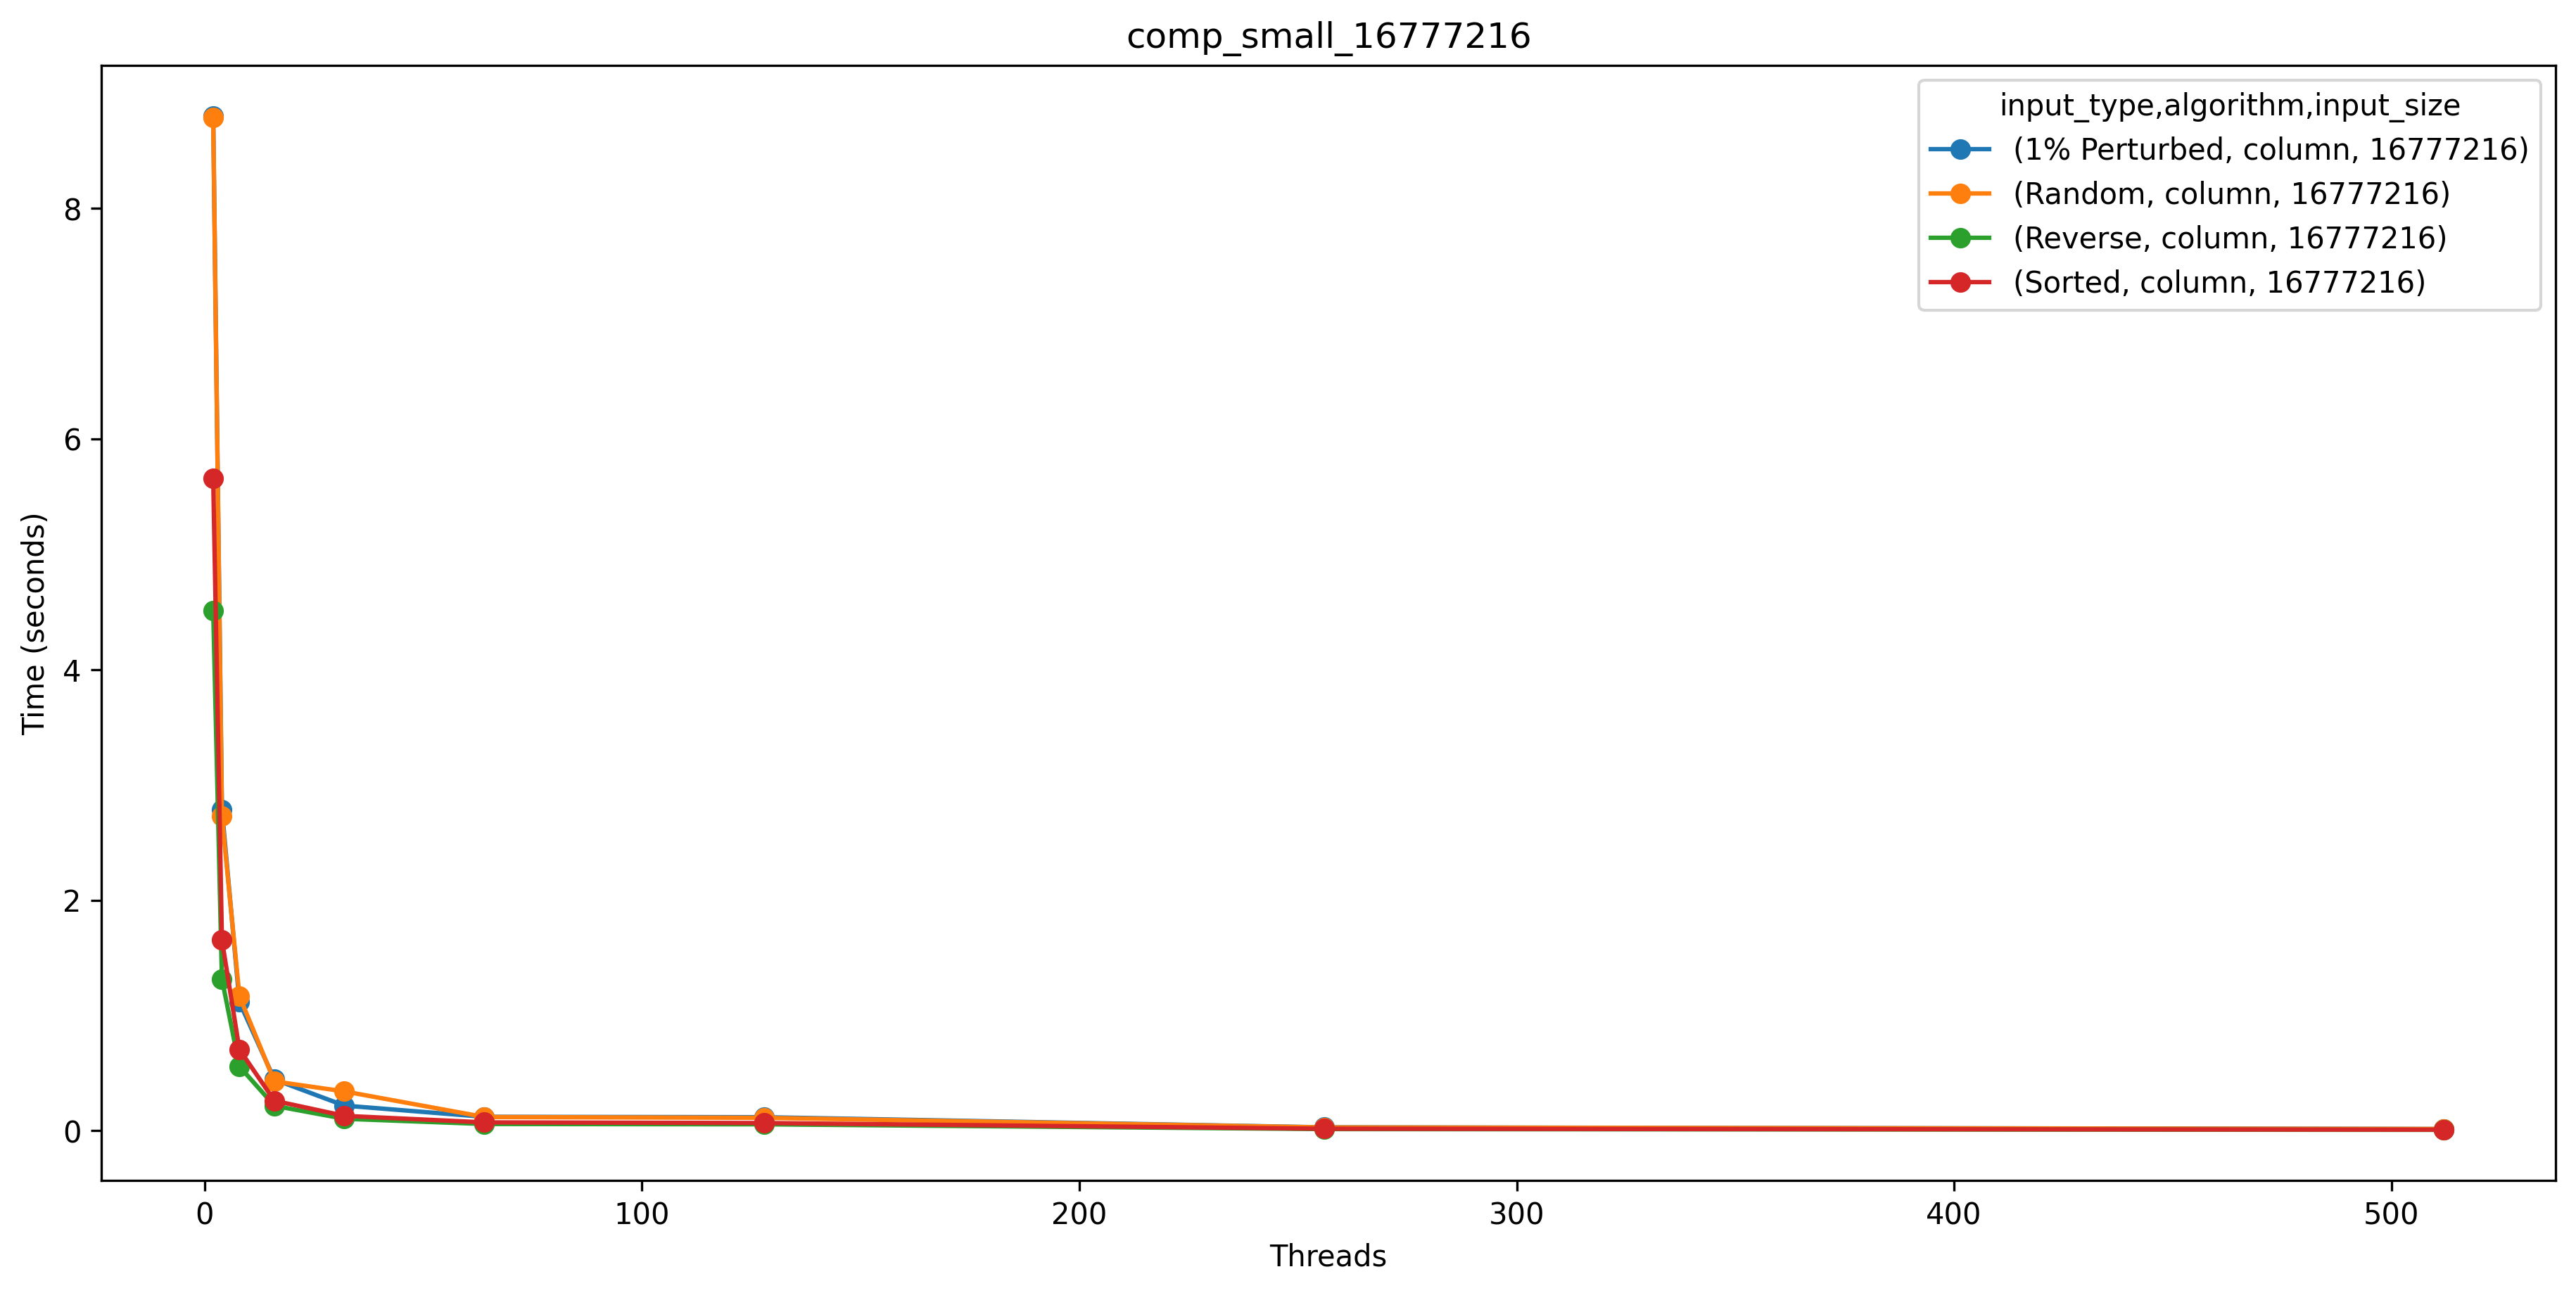 comp_small_16777216
input_type,algorithm,input_size
(1% Perturbed, column, 16777216)
(Random, column, 16777216)
(Reverse, column, 16777216)
(Sorted, column, 16777216)
Time (seconds)
8
6
4
2
0
0 100 200 300 400 500
Threads